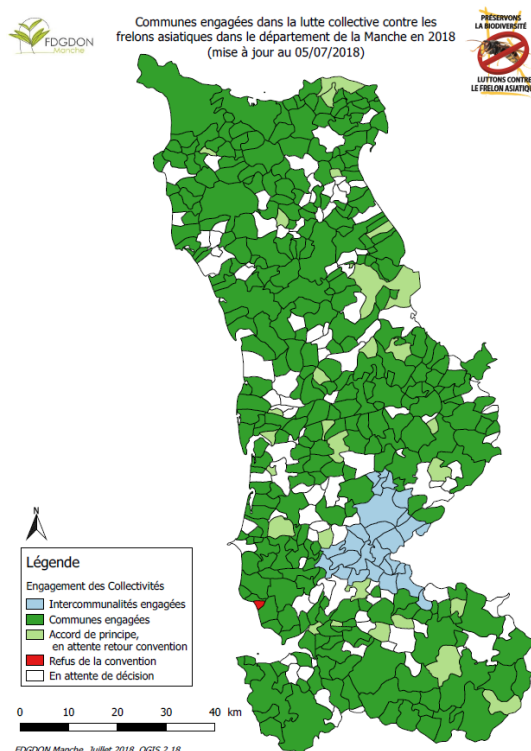 FDGDON
Manche
Communes engagées dans la lutte collective contre les
frelons asiatiques dans le département de la Manche en 2018
(mise à jour au 05/07/2018)
PRÉSERVONS
LA BIODIVERSITÉ
LUTTONS CONTRE
LE FRELON ASIATIQUE
N
Légende
Engagement des Collectivités
Intercommunalités engagées
Communes engagées
Accord de principe,
en attente retour convention
Refus de la convention
En attente de décision
0 10 20 30 40 km
FDGDON Manche, Juillet 2018, QGIS 2.18